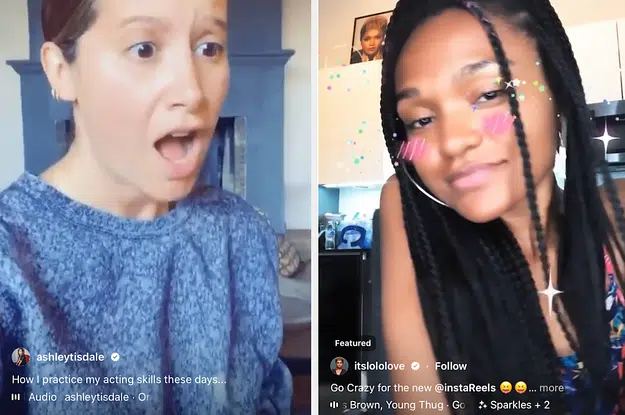 ashleytisdale
How I practice my acting skills these days...
Audio ashleytisdale · Or
Featured
itslololove · Follow
Go Crazy for the new @instaReels 😝😝 ... more
s Brown, Young Thug · Go Sparkles + 2